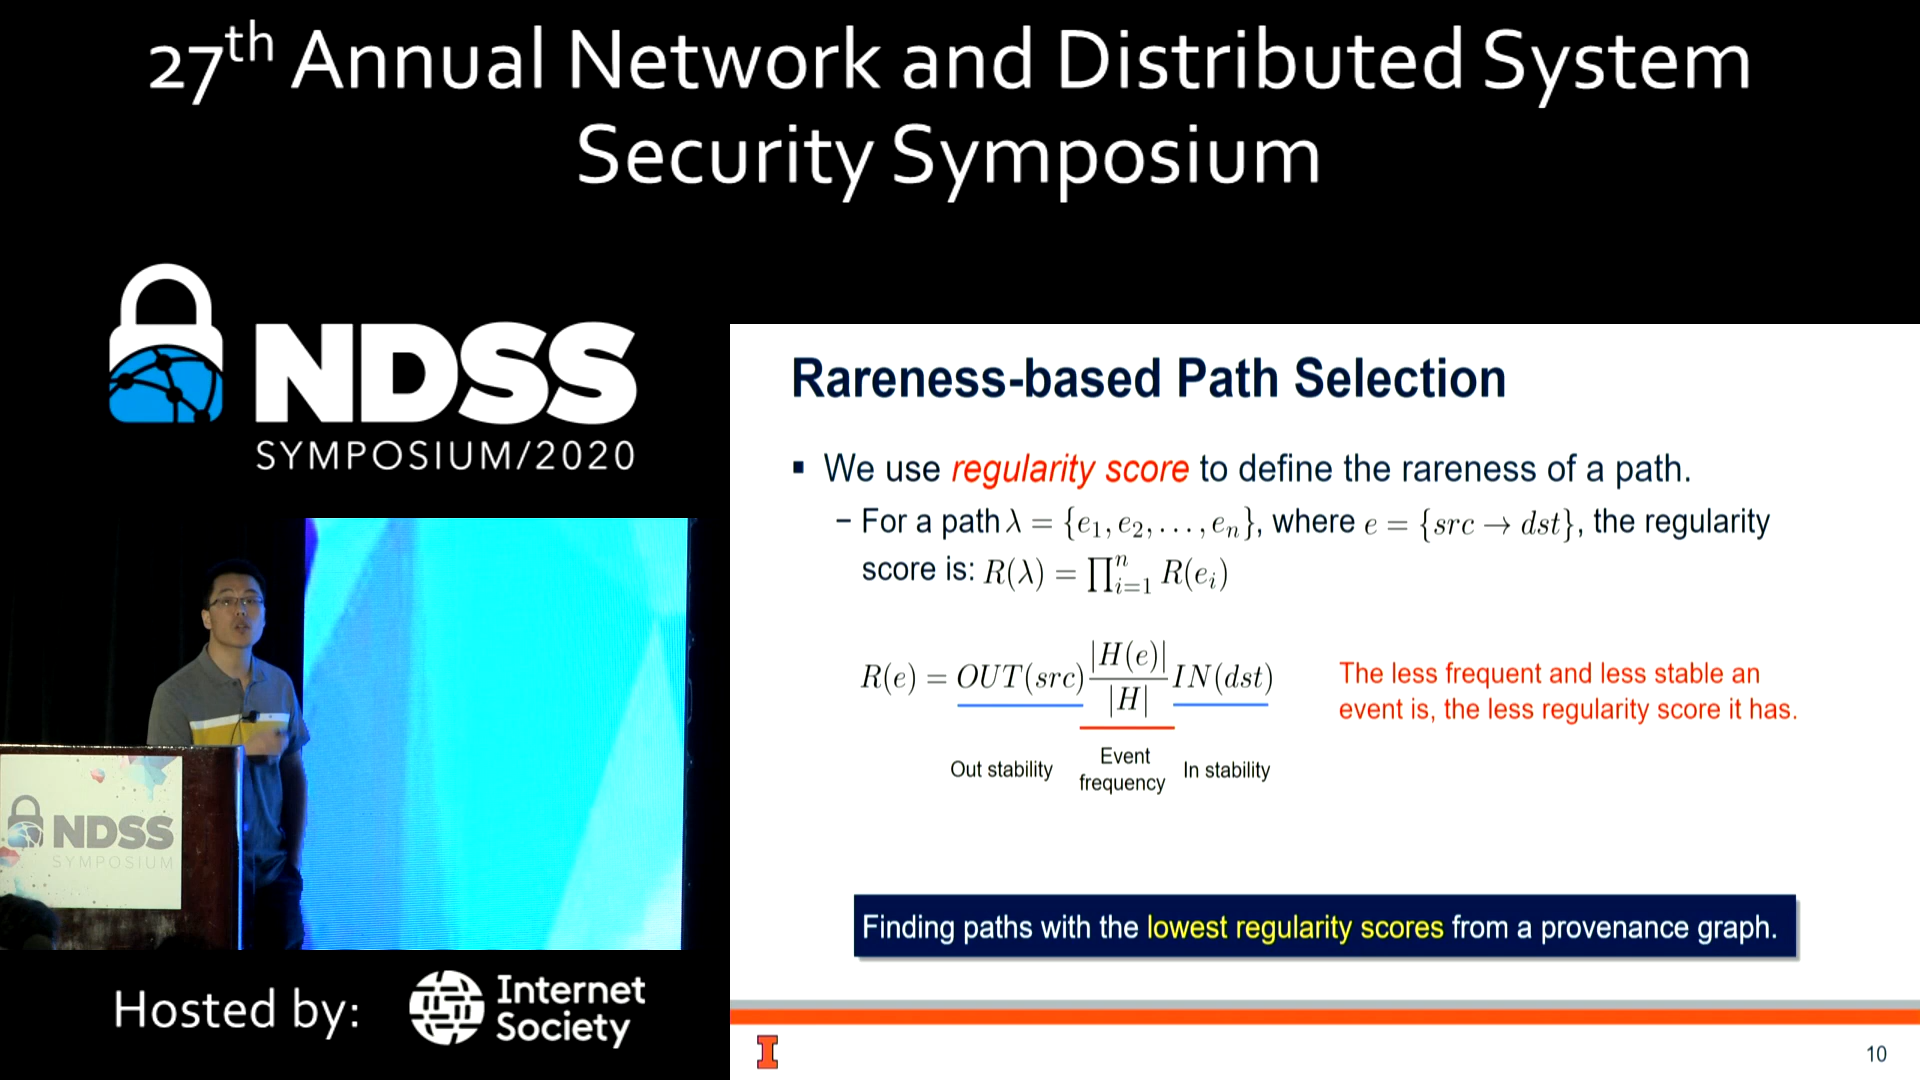 27th Annual Network and Distributed System
Security Symposium
NDSS
SYMPOSIUM/2020
Rareness-based Path Selection
▪ We use regularity score to define the rareness of a path.
– For a path λ = {e₁, e₂, . . . , eₙ}, where e = {src → dst}, the regularity
score is: R(λ) = ∏ⁿᵢ₌₁ R(eᵢ)
R(e) = OUT(src) |H(e)|/|H| IN(dst)
Out stability
Event
frequency
In stability
The less frequent and less stable an
event is, the less regularity score it has.
Finding paths with the lowest regularity scores from a provenance graph.
I
10
NDSS
SYMPOSIUM
Hosted by:
Internet
Society